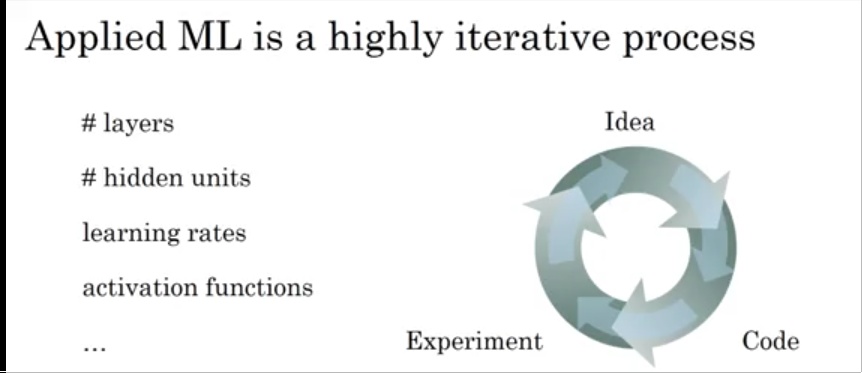 Applied ML is a highly iterative process
# layers
# hidden units
learning rates
activation functions
...
Idea
Experiment
Code